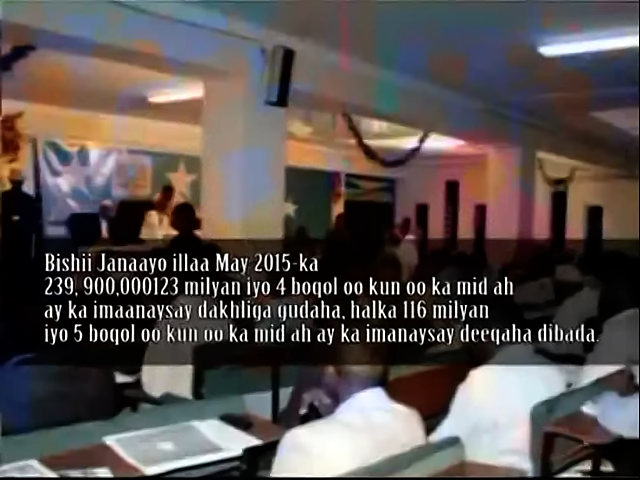 Bishii Janaayo illaa May 2015-ka
239, 900,000123 milyan iyo 4 boqol oo kun oo ka mid ah
ay ka imaanaysay dakhliga gudaha, halka 116 milyan
iyo 5 boqol oo kun oo ka mid ah ay ka imanaysay deeqaha dibada.